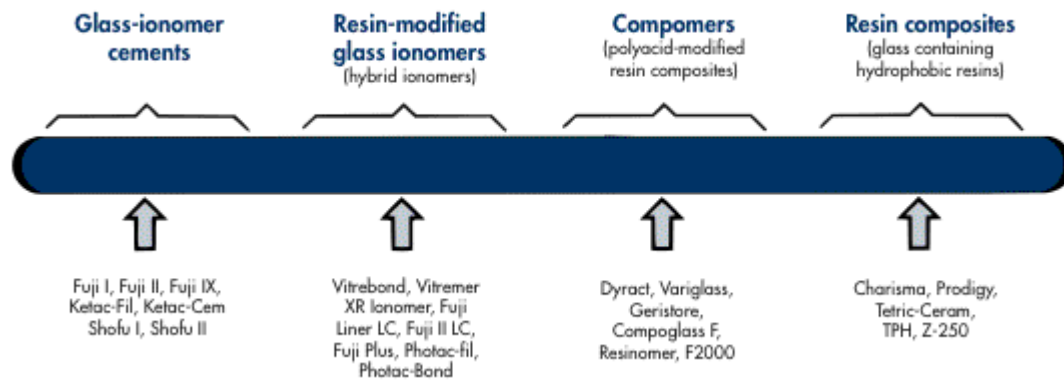 Glass-ionomer
cements
Resin-modified
glass ionomers
(hybrid ionomers)
Compomers
(polyacid-modified
resin composites)
Resin composites
(glass containing
hydrophobic resins)
Fuji I, Fuji II, Fuji IX,
Ketac-Fil, Ketac-Cem
Shofu I, Shofu II
Vitrebond, Vitremer
XR Ionomer, Fuji
Liner LC, Fuji II LC,
Fuji Plus, Photac-fil,
Photac-Bond
Dyract, Variglass,
Geristore,
Compoglass F,
Resinomer, F2000
Charisma, Prodigy,
Tetric-Ceram,
TPH, Z-250